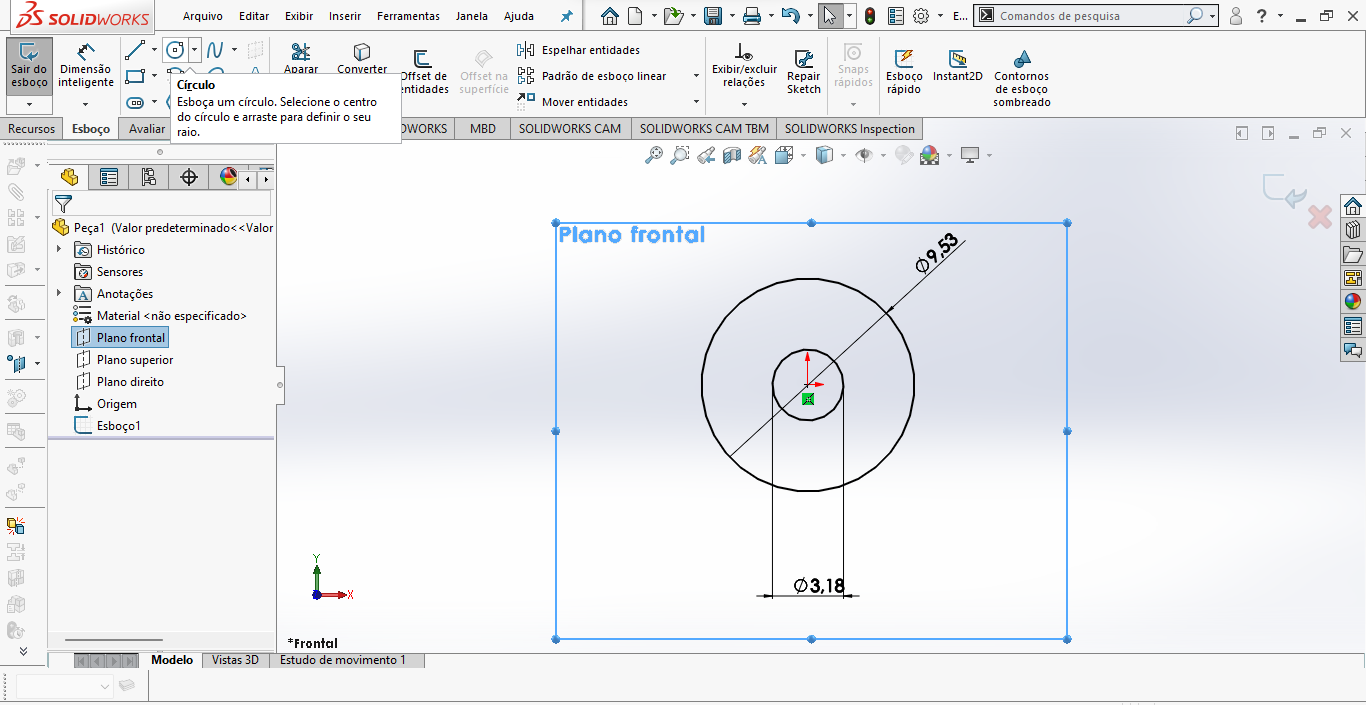 SOLIDWORKS
Arquivo Editar Exibir Inserir Ferramentas Janela Ajuda
E...
Comandos de pesquisa
?
Sair do esboço
Dimensão inteligente
Aparar
Converter
Offset de entidades
Offset na superfície
Espelhar entidades
Padrão de esboço linear
Mover entidades
Exibir/excluir relações
Repair Sketch
Snaps rápidos
Esboço rápido
Instant2D
Contornos de esboço sombreado
Círculo
Esboça um círculo. Selecione o centro
do círculo e arraste para definir o seu
raio.
Recursos Esboço Avaliar DWORKS MBD SOLIDWORKS CAM SOLIDWORKS CAM TBM SOLIDWORKS Inspection
Peça1 (Valor predeterminado<<Valor
Histórico
Sensores
A Anotações
Material <não especificado>
Plano frontal
Plano superior
Plano direito
Origem
Esboço1
Plano frontal
∅9,53
∅3,18
Y
X
*Frontal
Modelo Vistas 3D Estudo de movimento 1